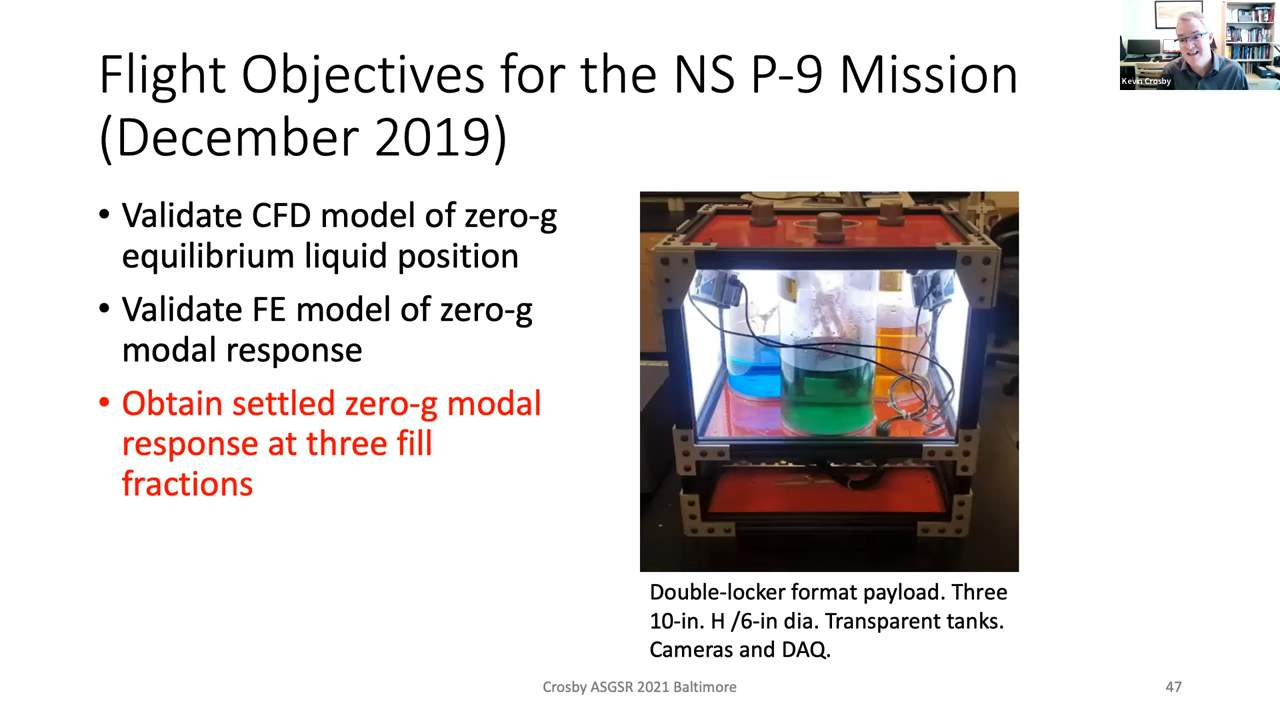 Flight Objectives for the NS P-9 Mission
(December 2019)
Kevin Crosby
• Validate CFD model of zero-g
equilibrium liquid position
• Validate FE model of zero-g
modal response
• Obtain settled zero-g modal
response at three fill
fractions
Double-locker format payload. Three
10-in. H /6-in dia. Transparent tanks.
Cameras and DAQ.
Crosby ASGSR 2021 Baltimore
47